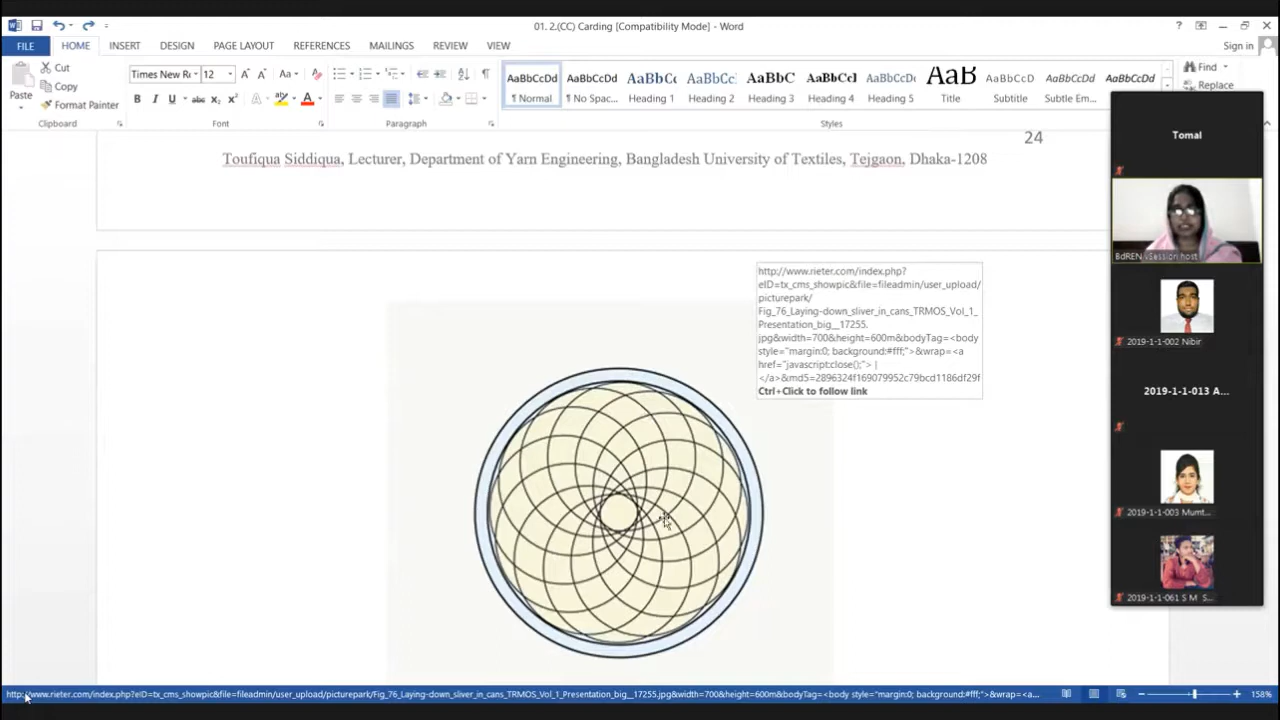 01. 2.(CC) Carding [Compatibility Mode] - Word
?
FILE HOME INSERT DESIGN PAGE LAYOUT REFERENCES MAILINGS REVIEW VIEW
Sign in
Paste
Cut
Copy
Format Painter
Clipboard
Times New Ro 12
Font
Paragraph
AaBbCcDd AaBbCcDd AaBbCc AaBbCc AaBbC AaBbCcl AaBbCcDd AaB AaBbCcDd AaBbCcDd AaBbCcDd
¶ Normal ¶ No Spac... Heading 1 Heading 2 Heading 3 Heading 4 Heading 5 Title Subtitle Subtle Em...
Styles
Find
Replace
24
Toufiqua Siddiqua, Lecturer, Department of Yarn Engineering, Bangladesh University of Textiles, Tejgaon, Dhaka-1208
http://www.rieter.com/index.php?
eID=tx_cms_showpic&file=fileadmin/user_upload/
picturepark/
Fig_76_Laying-down_sliver_in_cans_TRMOS_Vol_1_
Presentation_big__17255.
jpg&width=700&height=600m&bodyTag=<body
style="margin:0; background:#fff;">&wrap=<a
href="javascript:close();"> |
</a>&md5=2896324f169079952c79bcd1186df29f
Ctrl+Click to follow link
Tomal
BdREN vSession host
2019-1-1-002 Nibir
2019-1-1-013 A...
2019-1-1-003 Mumt...
2019-1-1-061 S M S...
http://www.rieter.com/index.php?eID=tx_cms_showpic&file=fileadmin/user_upload/picturepark/Fig_76_Laying-down_sliver_in_cans_TRMOS_Vol_1_Presentation_big__17255.jpg&width=700&height=600m&bodyTag=<body style="margin:0; background:#fff;">&wrap=<a...
158%